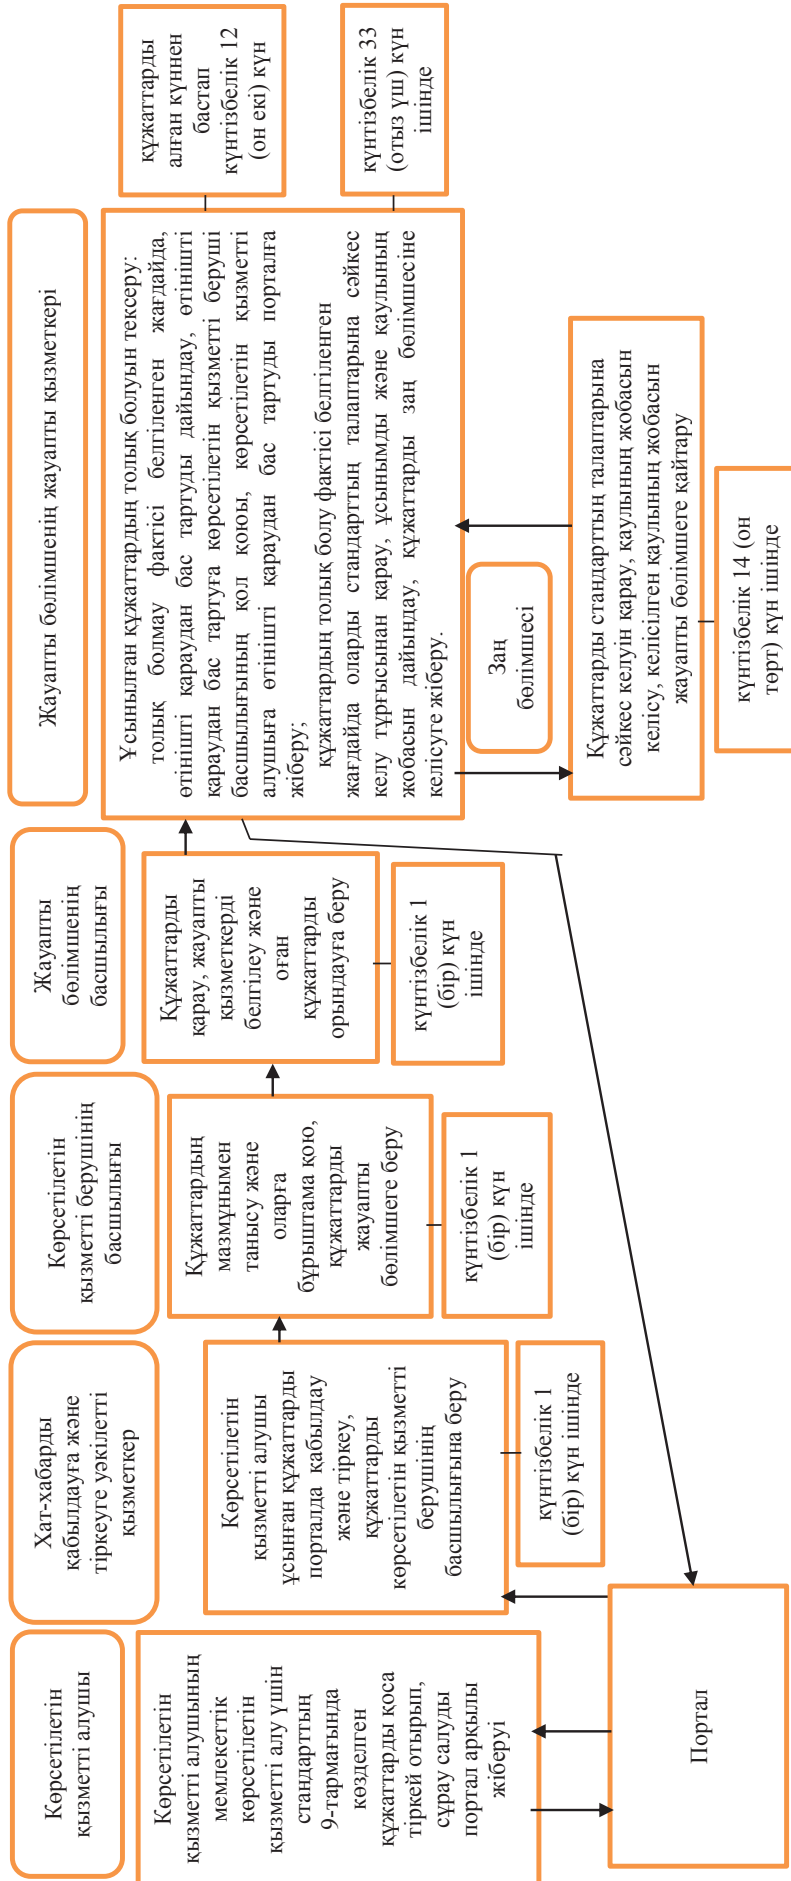 Көрсетілетін
қызметті алушы
Хат-хабарды
қабылдауға және
тіркеуге уәкілетті
қызметкер
Көрсетілетін
қызметті берушінің
басшылығы
Жауапты
бөлімшенің
басшылығы
Жауапты бөлімшенің жауапты қызметкері
Көрсетілетін
қызметті алушының
мемлекеттік
көрсетілетін
қызметті алу үшін
стандарттың
9-тармағында
көзделген
құжаттарды қоса
тіркей отырып,
сұрау салуды
портал арқылы
жіберуі
Портал
Көрсетілетін
қызметті алушы
ұсынған құжаттарды
порталда қабылдау
және тіркеу,
құжаттарды
көрсетілетін қызметті
берушінің
басшылығына беру
күнтізбелік 1
(бір) күн ішінде
Құжаттардың
мазмұнымен
танысу және
оларға
бұрыштама қою,
құжаттарды
жауапты
бөлімшеге беру
күнтізбелік 1
(бір) күн
ішінде
Құжаттарды
қарау, жауапты
қызметкерді
белгілеу және
оған
құжаттарды
орындауға беру
күнтізбелік 1
(бір) күн
ішінде
Ұсынылған құжаттардың толық болуын тексеру:
толық болмау фактісі белгіленген жағдайда,
өтінішті қараудан бас тартуды дайындау, өтінішті
қараудан бас тартуға көрсетілетін қызметті беруші
басшылығының қол қоюы, көрсетілетін қызметті
алушыға өтінішті қараудан бас тартуды порталға
жіберу;
құжаттардың толық болу фактісі белгіленген
жағдайда оларды стандарттың талаптарына сәйкес
келу тұрғысынан қарау, ұсынымды және қаулының
жобасын дайындау, құжаттарды заң бөлімшесіне
келісуге жіберу.
құжаттарды
алған күннен
бастап
күнтізбелік 12
(он екі) күн
күнтізбелік 33
(отыз үш) күн
ішінде
Заң
бөлімшесі
Құжаттарды стандарттың талаптарына
сәйкес келуін қарау, қаулының жобасын
келісу, келісілген қаулының жобасын
жауапты бөлімшеге қайтару
күнтізбелік 14 (он
төрт) күн ішінде